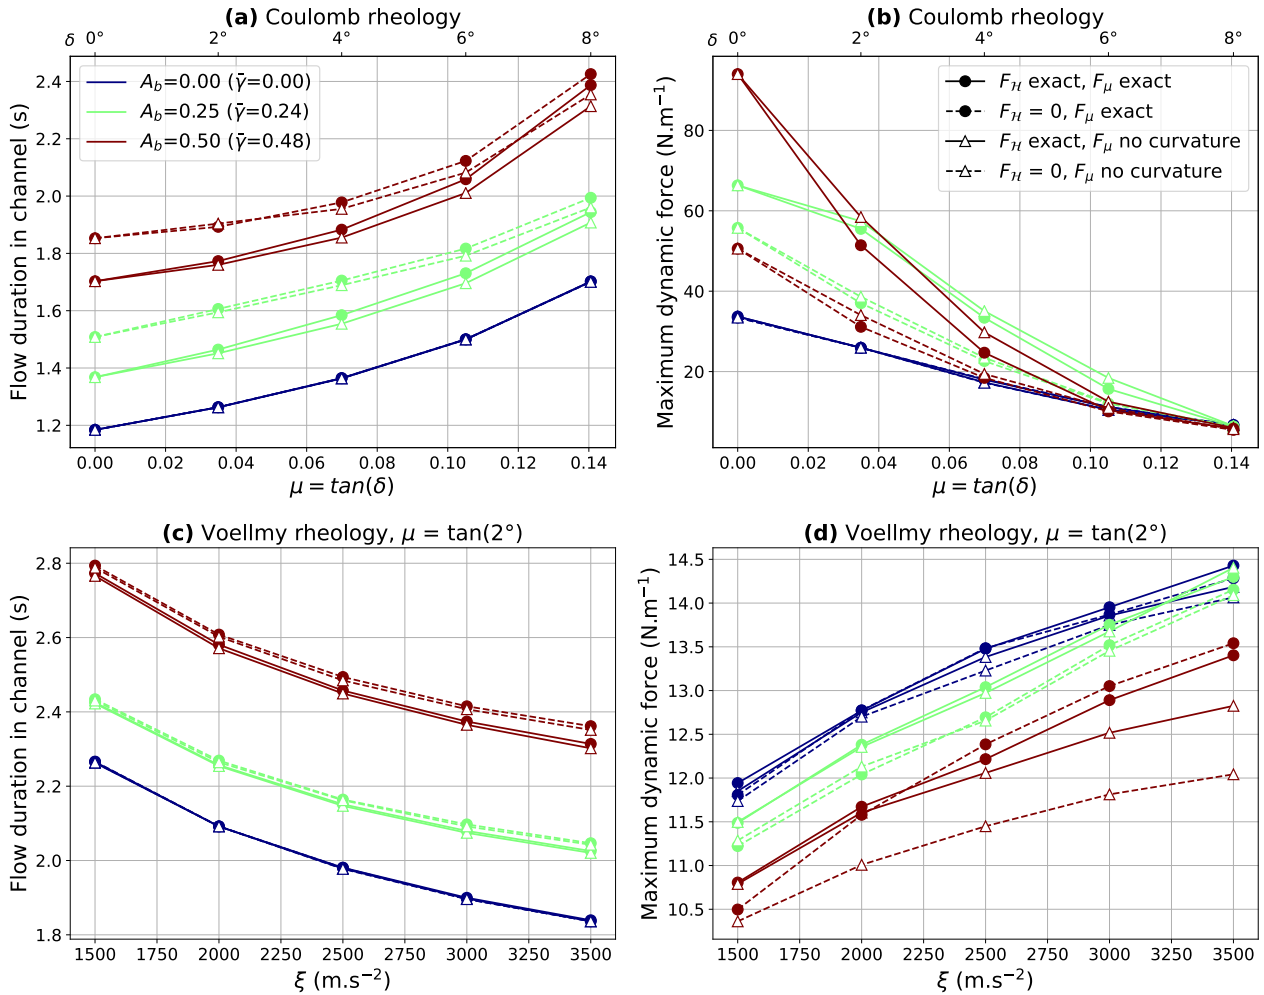 (a) Coulomb rheology
δ 0° 2° 4° 6° 8°
A_b=0.00 (γ̄=0.00)
A_b=0.25 (γ̄=0.24)
A_b=0.50 (γ̄=0.48)
Flow duration in channel (s)
2.4
2.2
2.0
1.8
1.6
1.4
1.2
0.00 0.02 0.04 0.06 0.08 0.10 0.12 0.14
μ = tan(δ)
(b) Coulomb rheology
δ 0° 2° 4° 6° 8°
F_ℋ exact, F_μ exact
F_ℋ = 0, F_μ exact
F_ℋ exact, F_μ no curvature
F_ℋ = 0, F_μ no curvature
Maximum dynamic force (N.m⁻¹)
80
60
40
20
0.00 0.02 0.04 0.06 0.08 0.10 0.12 0.14
μ = tan(δ)
(c) Voellmy rheology, μ = tan(2°)
Flow duration in channel (s)
2.8
2.6
2.4
2.2
2.0
1.8
1500 1750 2000 2250 2500 2750 3000 3250 3500
ξ (m.s⁻²)
(d) Voellmy rheology, μ = tan(2°)
Maximum dynamic force (N.m⁻¹)
14.5
14.0
13.5
13.0
12.5
12.0
11.5
11.0
10.5
1500 1750 2000 2250 2500 2750 3000 3250 3500
ξ (m.s⁻²)